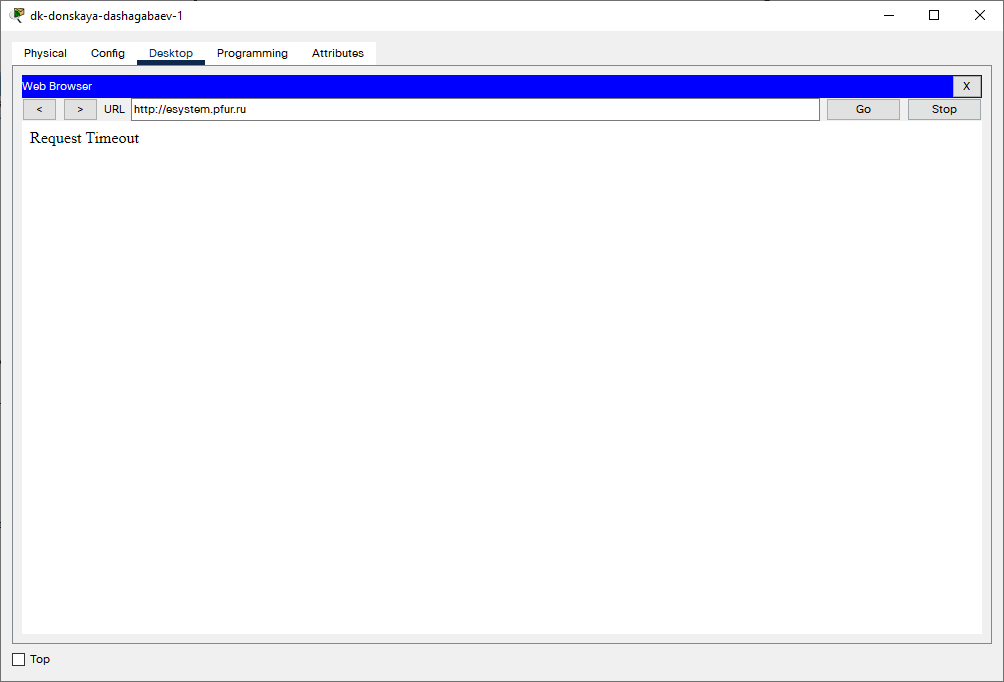 dk-donskaya-dashagabaev-1
Physical Config Desktop Programming Attributes
Web Browser X
< > URL http://esystem.pfur.ru Go Stop
Request Timeout
Top